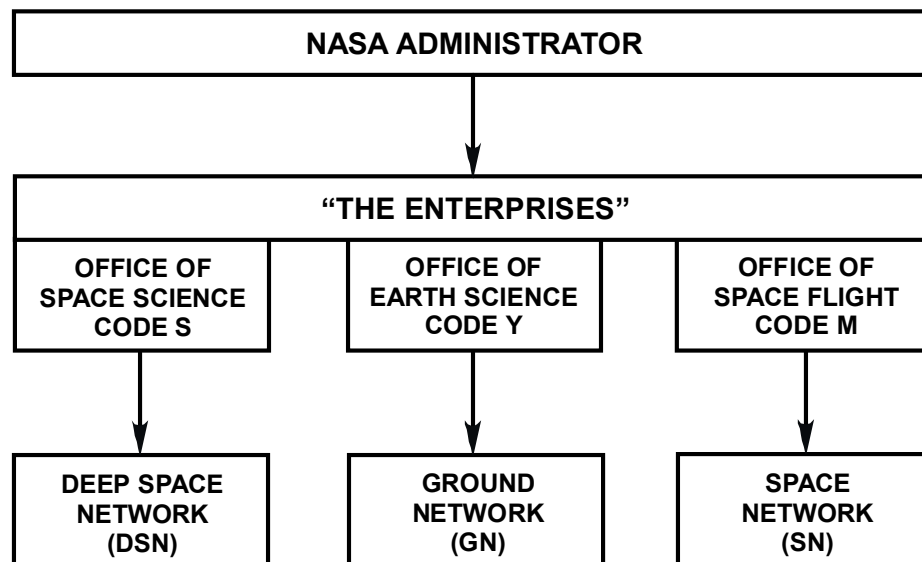 NASA ADMINISTRATOR
“THE ENTERPRISES”
OFFICE OF
SPACE SCIENCE
CODE S
OFFICE OF
EARTH SCIENCE
CODE Y
OFFICE OF
SPACE FLIGHT
CODE M
DEEP SPACE
NETWORK
(DSN)
GROUND
NETWORK
(GN)
SPACE
NETWORK
(SN)